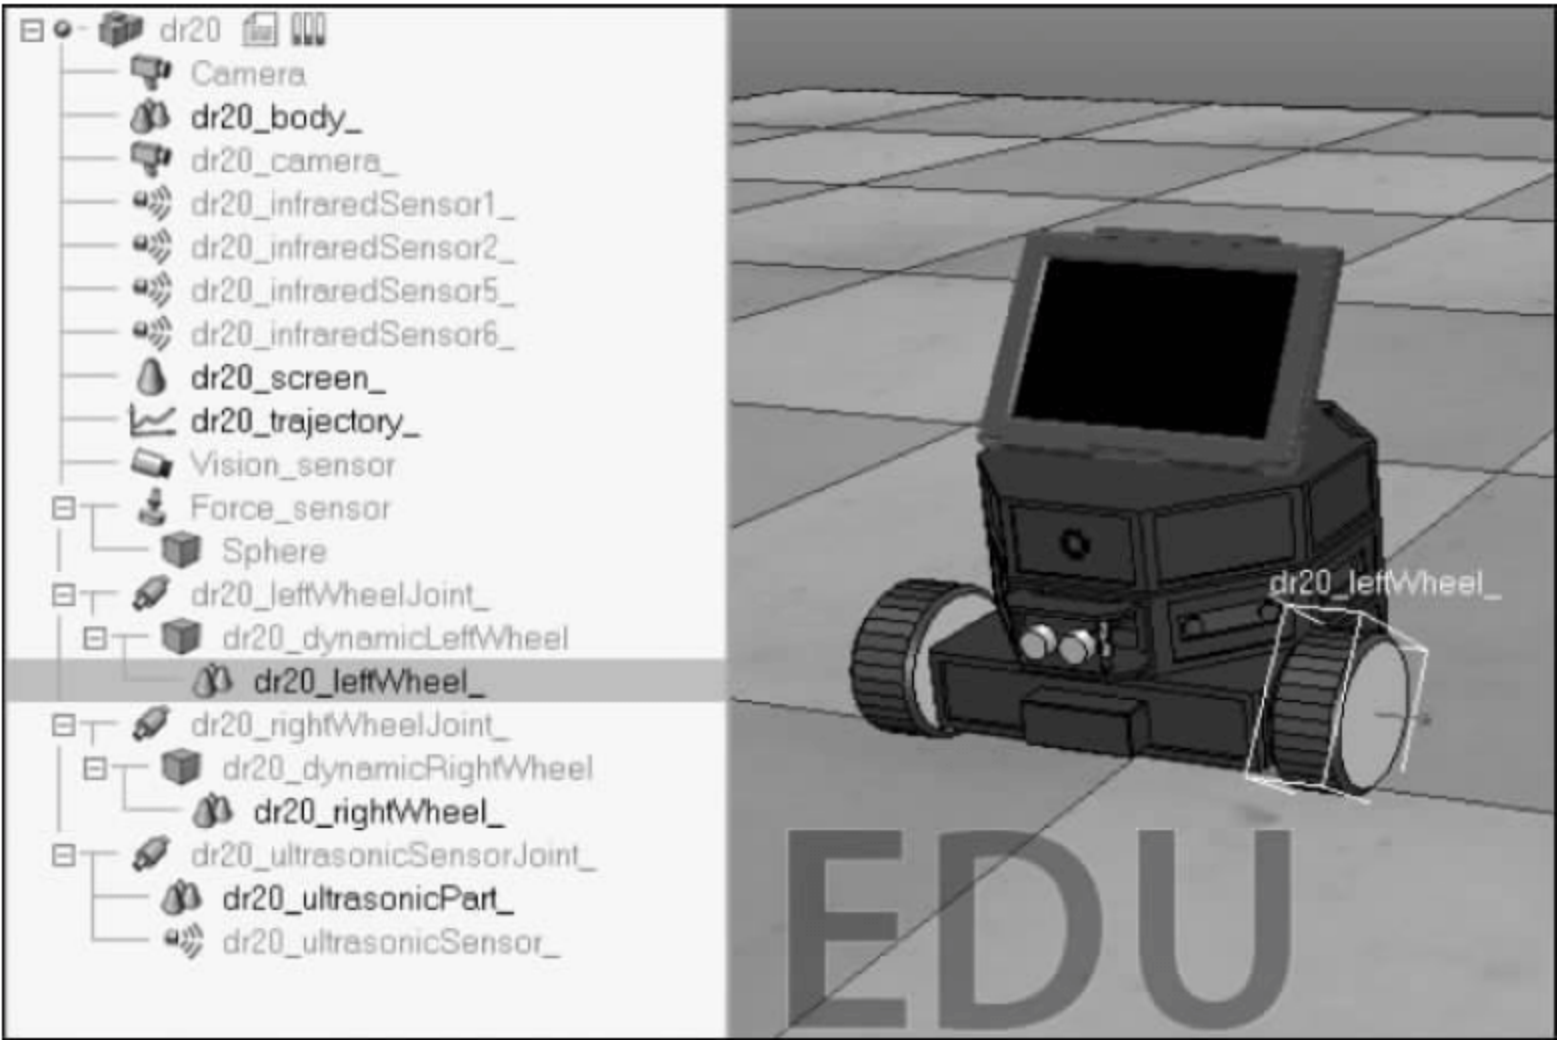 dr20
Camera
dr20_body_
dr20_camera_
dr20_infraredSensor1_
dr20_infraredSensor2_
dr20_infraredSensor5_
dr20_infraredSensor6_
dr20_screen_
dr20_trajectory_
Vision_sensor
Force_sensor
Sphere
dr20_leftWheelJoint_
dr20_dynamicLeftWheel
dr20_leftWheel_
dr20_rightWheelJoint_
dr20_dynamicRightWheel
dr20_rightWheel_
dr20_ultrasonicSensorJoint_
dr20_ultrasonicPart_
dr20_ultrasonicSensor_
dr20_leftWheel_
EDU